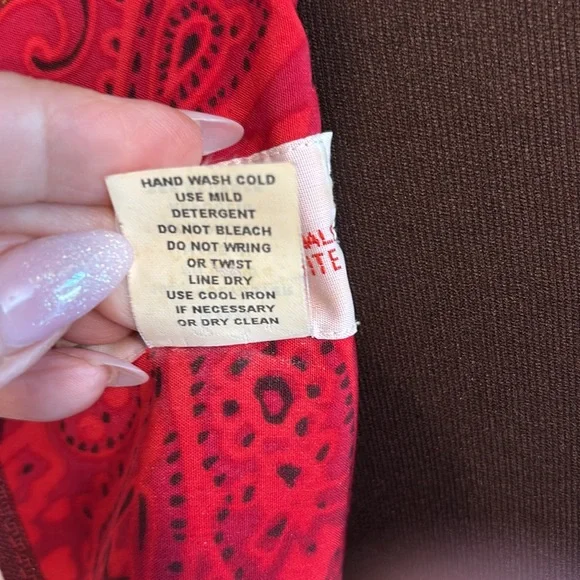 HAND WASH COLD
USE MILD
DETERGENT
DO NOT BLEACH
DO NOT WRING
OR TWIST
LINE DRY
USE COOL IRON
IF NECESSARY
OR DRY CLEAN